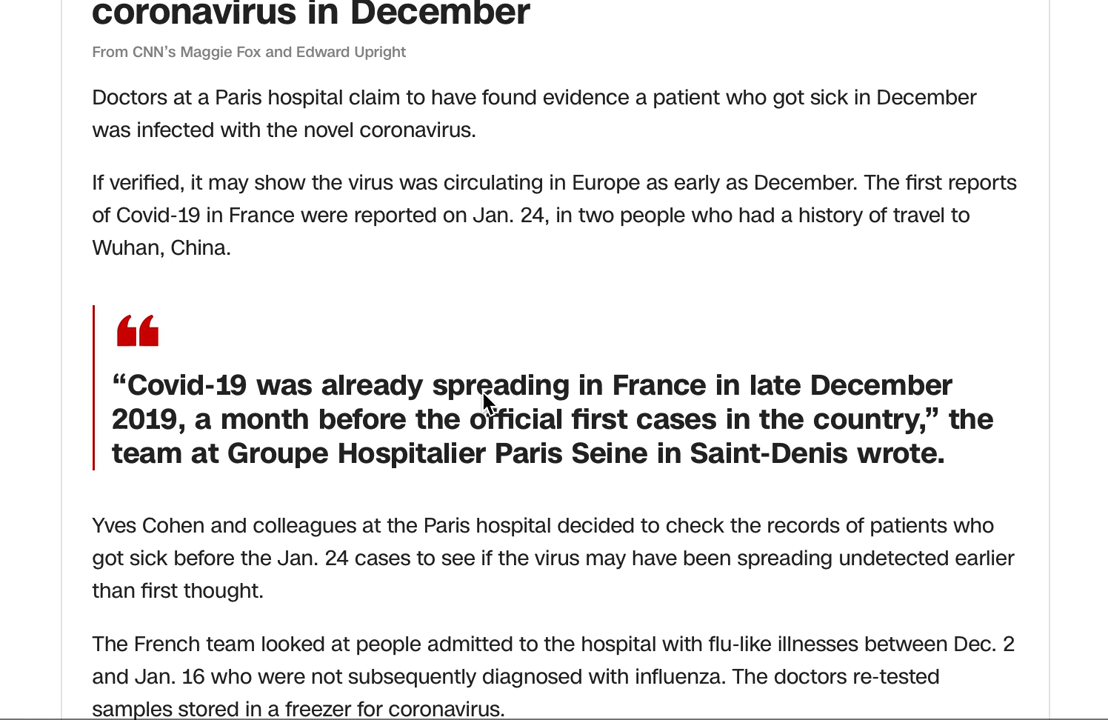 coronavirus in December
From CNN's Maggie Fox and Edward Upright
Doctors at a Paris hospital claim to have found evidence a patient who got sick in December
was infected with the novel coronavirus.
If verified, it may show the virus was circulating in Europe as early as December. The first reports
of Covid-19 in France were reported on Jan. 24, in two people who had a history of travel to
Wuhan, China.
“Covid-19 was already spreading in France in late December
2019, a month before the official first cases in the country,” the
team at Groupe Hospitalier Paris Seine in Saint-Denis wrote.
Yves Cohen and colleagues at the Paris hospital decided to check the records of patients who
got sick before the Jan. 24 cases to see if the virus may have been spreading undetected earlier
than first thought.
The French team looked at people admitted to the hospital with flu-like illnesses between Dec. 2
and Jan. 16 who were not subsequently diagnosed with influenza. The doctors re-tested
samples stored in a freezer for coronavirus.